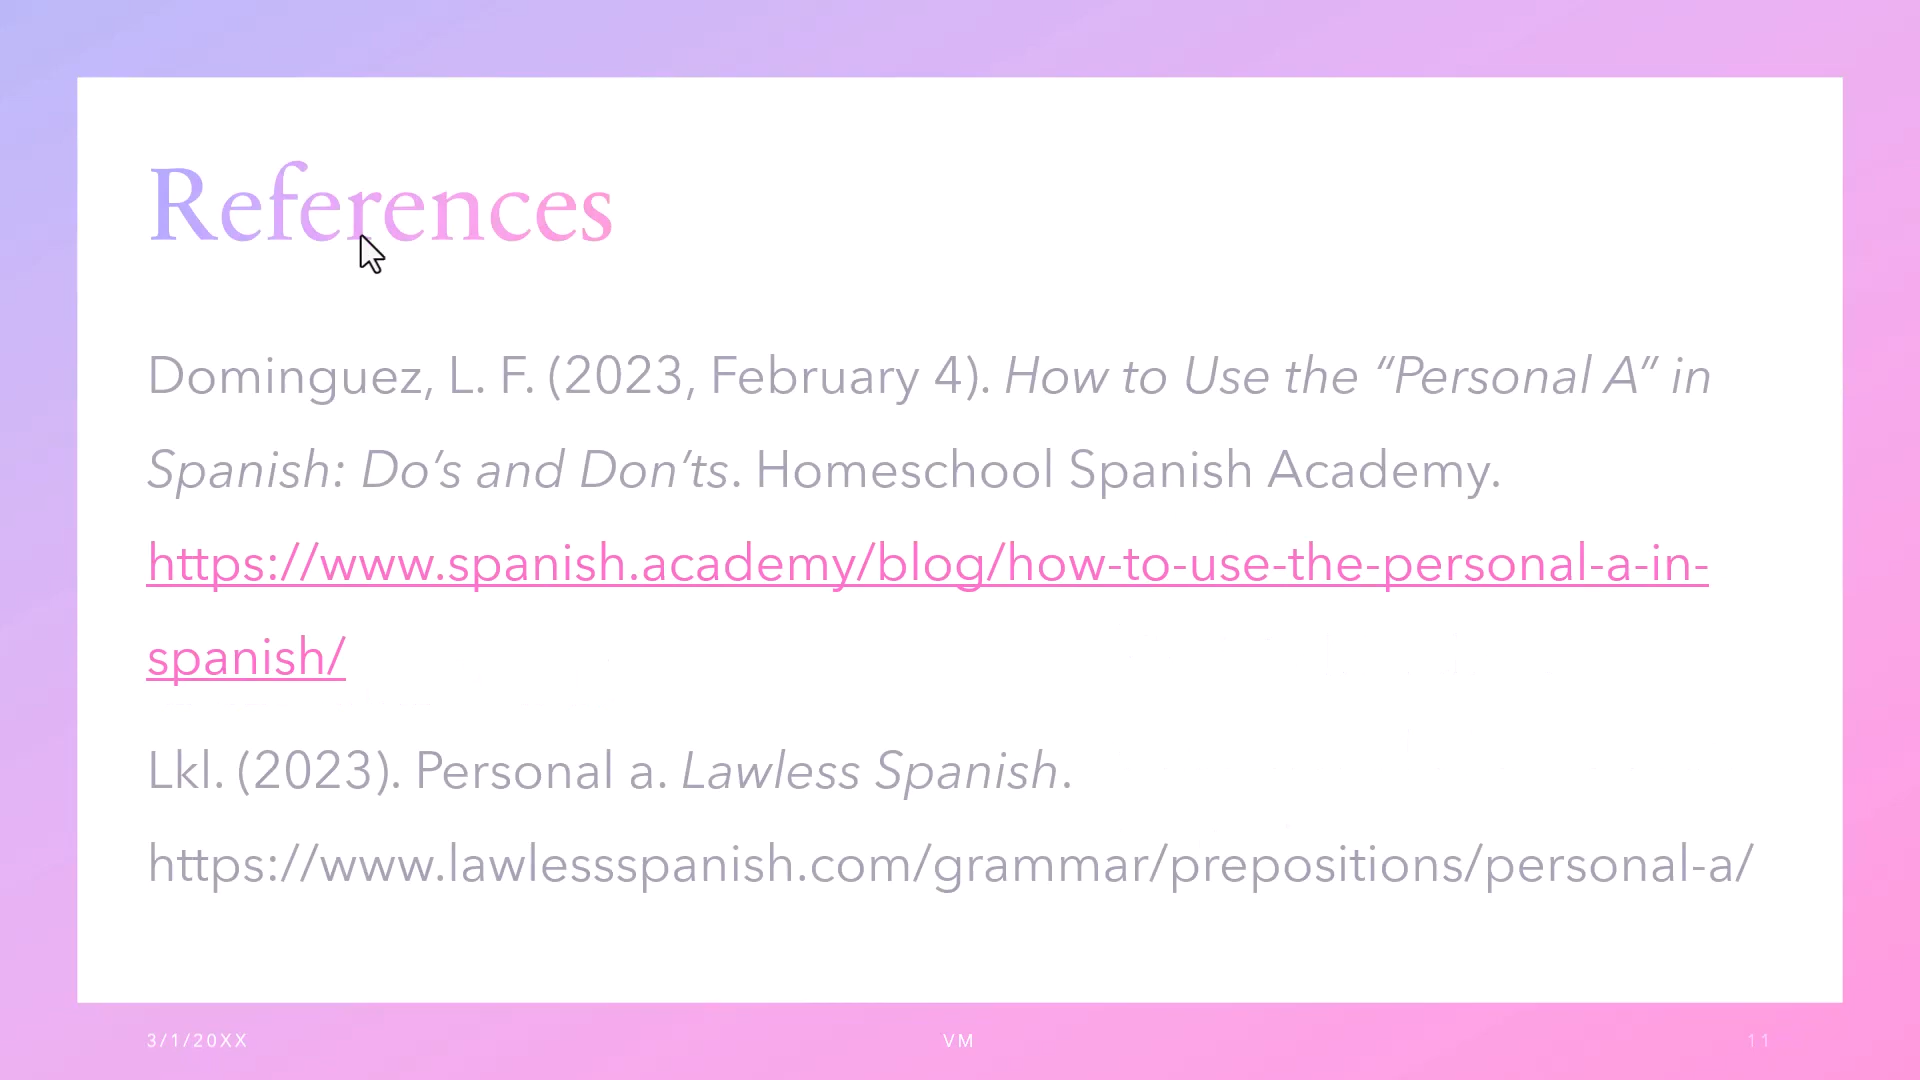 References
Dominguez, L. F. (2023, February 4). How to Use the “Personal A” in
Spanish: Do’s and Don’ts. Homeschool Spanish Academy.
https://www.spanish.academy/blog/how-to-use-the-personal-a-in-
spanish/
Lkl. (2023). Personal a. Lawless Spanish.
https://www.lawlessspanish.com/grammar/prepositions/personal-a/
3/1/20XX
VM
11